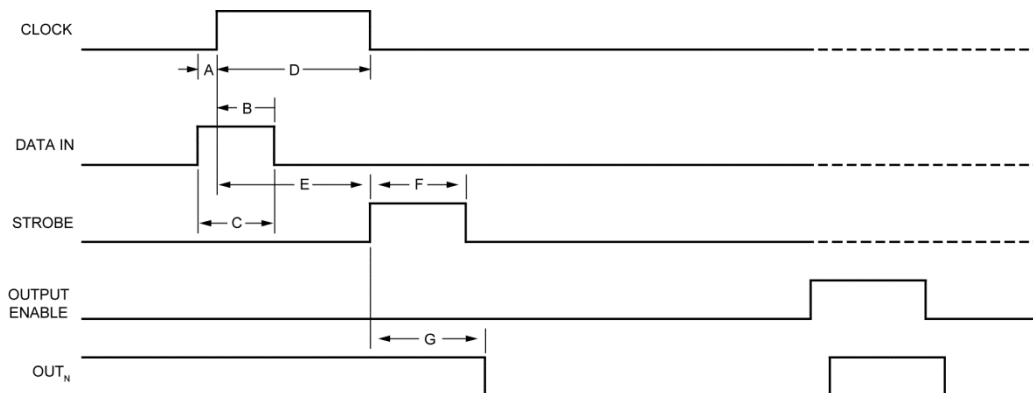 CLOCK
A
D
B
DATA IN
E
F
C
STROBE
OUTPUT
ENABLE
G
OUTN